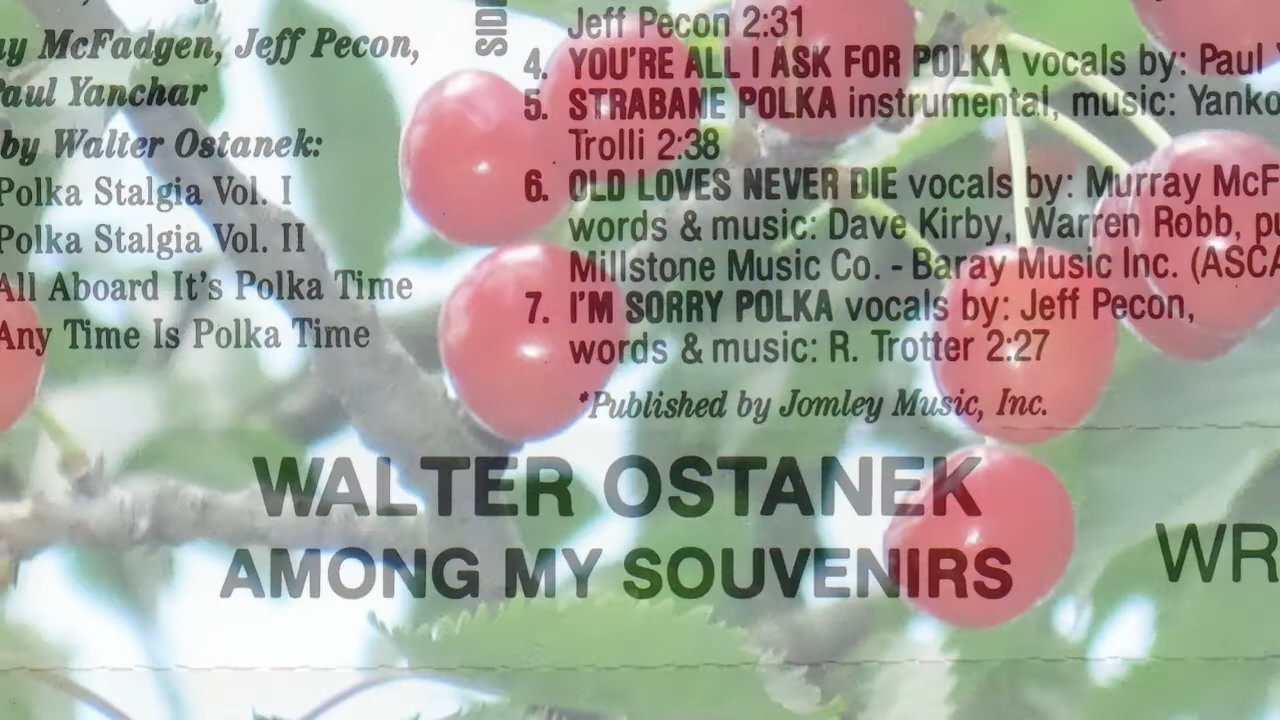 Jeff Pecon,
Paul Yanchar
by Walter Ostanek:
Polka Stalgia Vol. I
Polka Stalgia Vol. II
All Aboard It's Polka Time
Any Time Is Polka Time
Jeff Pecon 2:31
4. YOU'RE ALL I ASK FOR POLKA vocals by: Paul
5. STRABANE POLKA instrumental, music: Yanko
Trolli 2:38
6. OLD LOVES NEVER DIE vocals by: Murray McF
words & music: Dave Kirby, Warren Robb,
Millstone Music Co. - Baray Music Inc. (ASCA
7. I'M SORRY POLKA vocals by: Jeff Pecon,
words & music: R. Trotter 2:27
*Published by Jomley Music, Inc.
WALTER OSTANEK
AMONG MY SOUVENIRS
WR